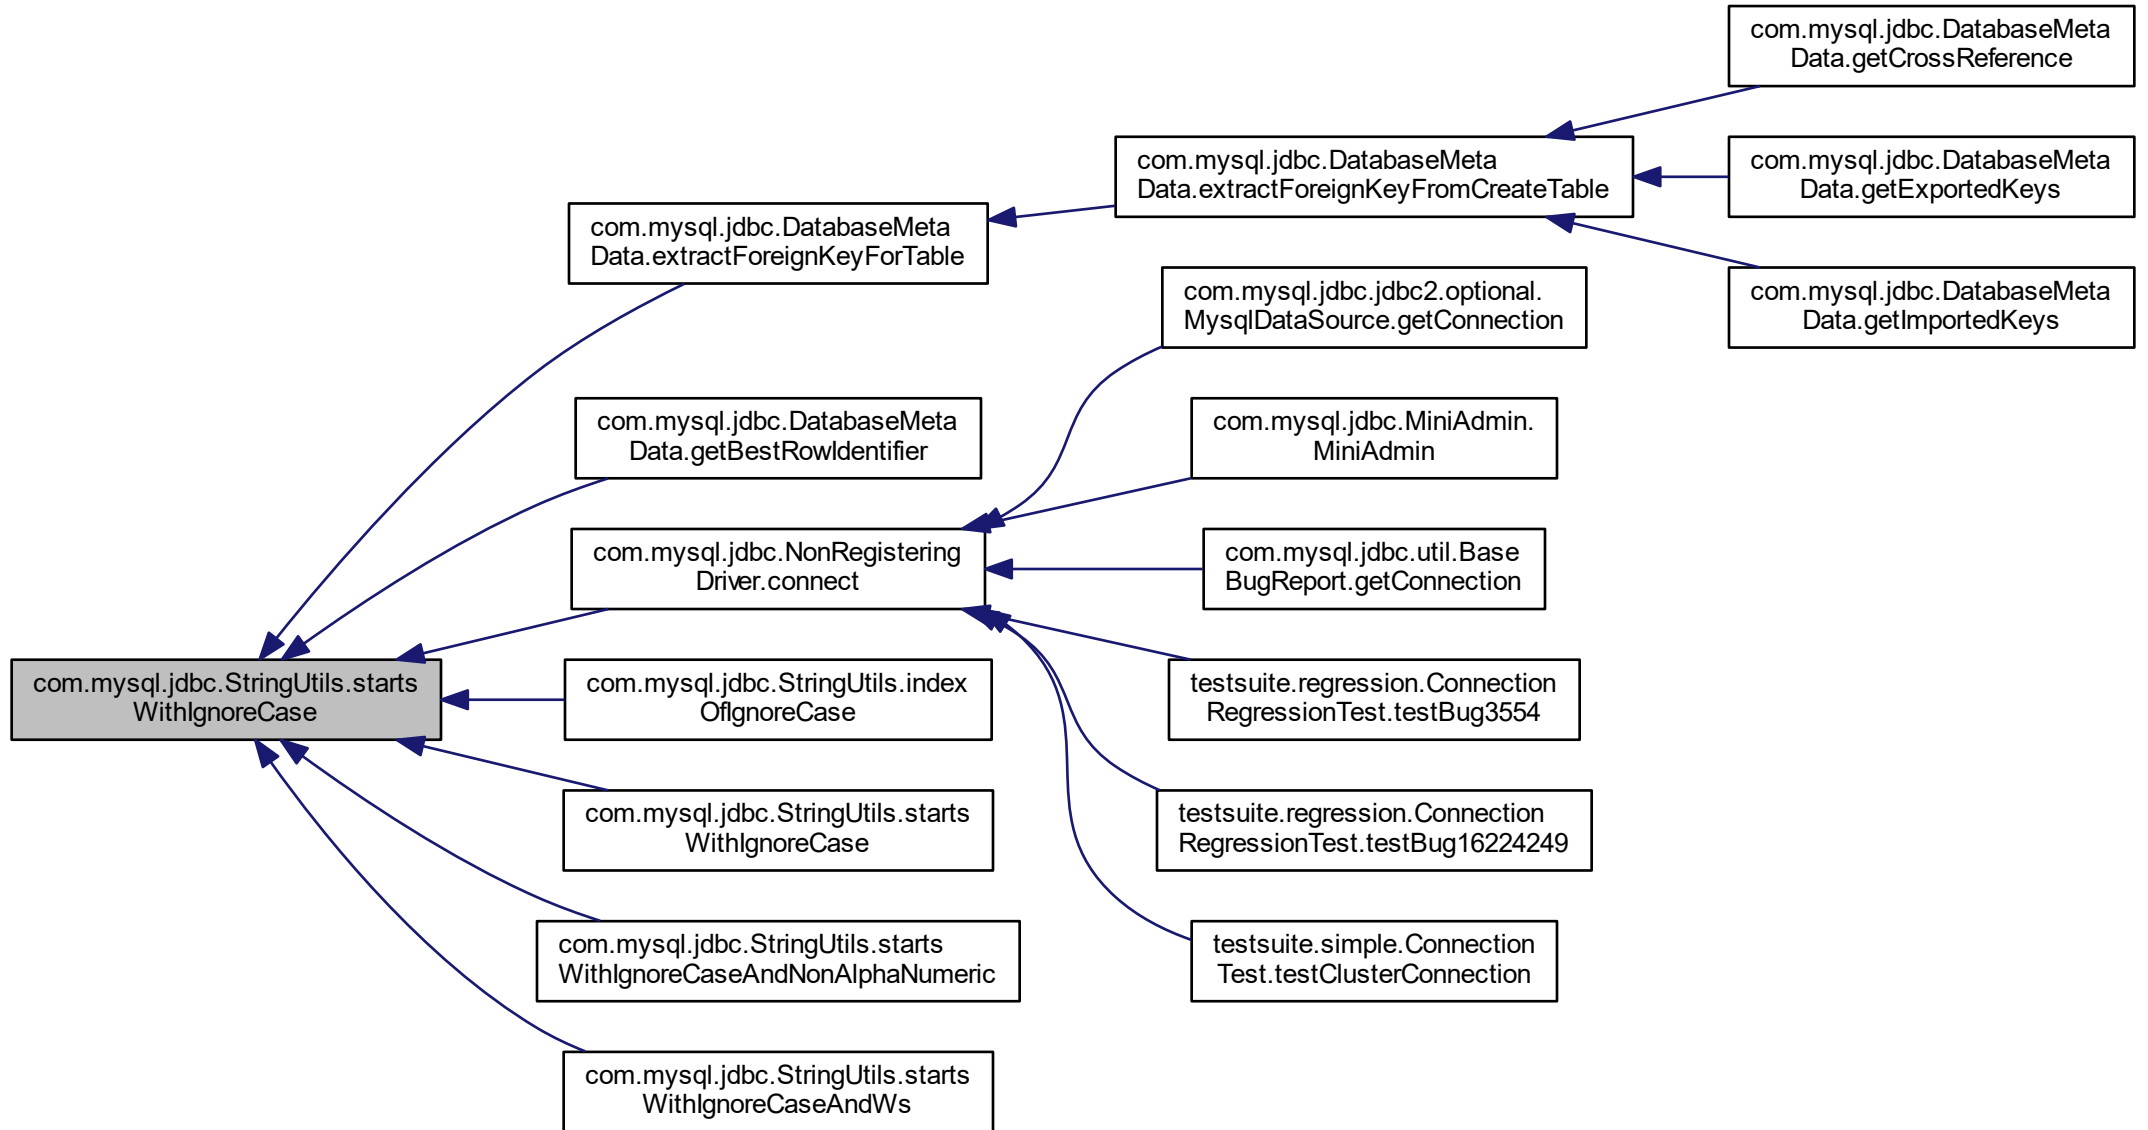 com.mysql.jdbc.DatabaseMeta
Data.getCrossReference
com.mysql.jdbc.DatabaseMeta
Data.extractForeignKeyFromCreateTable
com.mysql.jdbc.DatabaseMeta
Data.getExportedKeys
com.mysql.jdbc.DatabaseMeta
Data.extractForeignKeyForTable
com.mysql.jdbc.jdbc2.optional.
MysqlDataSource.getConnection
com.mysql.jdbc.DatabaseMeta
Data.getImportedKeys
com.mysql.jdbc.DatabaseMeta
Data.getBestRowIdentifier
com.mysql.jdbc.MiniAdmin.
MiniAdmin
com.mysql.jdbc.NonRegistering
Driver.connect
com.mysql.jdbc.util.Base
BugReport.getConnection
com.mysql.jdbc.StringUtils.starts
WithIgnoreCase
com.mysql.jdbc.StringUtils.index
OfIgnoreCase
testsuite.regression.Connection
RegressionTest.testBug3554
com.mysql.jdbc.StringUtils.starts
WithIgnoreCase
testsuite.regression.Connection
RegressionTest.testBug16224249
com.mysql.jdbc.StringUtils.starts
WithIgnoreCaseAndNonAlphaNumeric
testsuite.simple.Connection
Test.testClusterConnection
com.mysql.jdbc.StringUtils.starts
WithIgnoreCaseAndWs